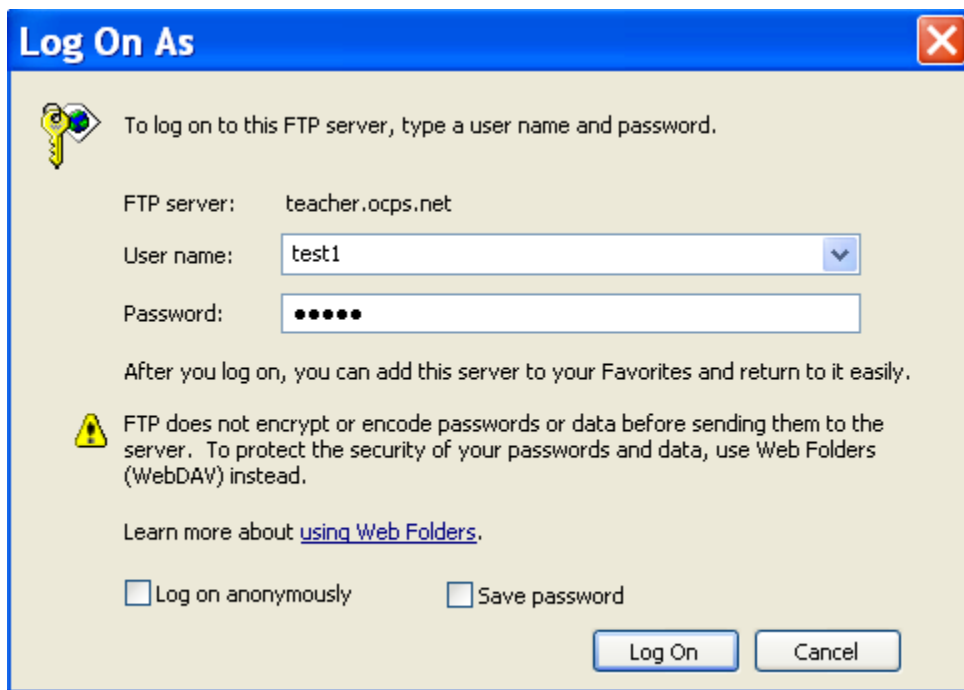 Log On As
To log on to this FTP server, type a user name and password.
FTP server: teacher.ocps.net
User name: test1
Password: •••••
After you log on, you can add this server to your Favorites and return to it easily.
FTP does not encrypt or encode passwords or data before sending them to the
server. To protect the security of your passwords and data, use Web Folders
(WebDAV) instead.
Learn more about using Web Folders.
Log on anonymously Save password
Log On Cancel